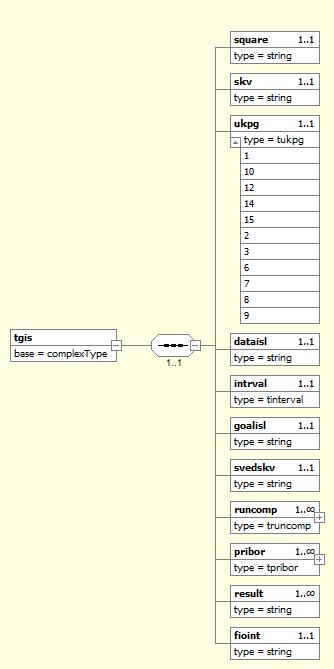 square 1..1
type = string
skv 1..1
type = string
ukpg 1..1
type = tukpg
1
10
12
14
15
2
3
6
7
8
9
tgis
base = complexType
1..1
dataisl 1..1
type = string
intrval 1..1
type = tinterval
goalisl 1..1
type = string
svedskv 1..1
type = string
runcomp 1..∞
type = truncomp
pribor 1..∞
type = tpribor
result 1..∞
type = string
fioint 1..1
type = string